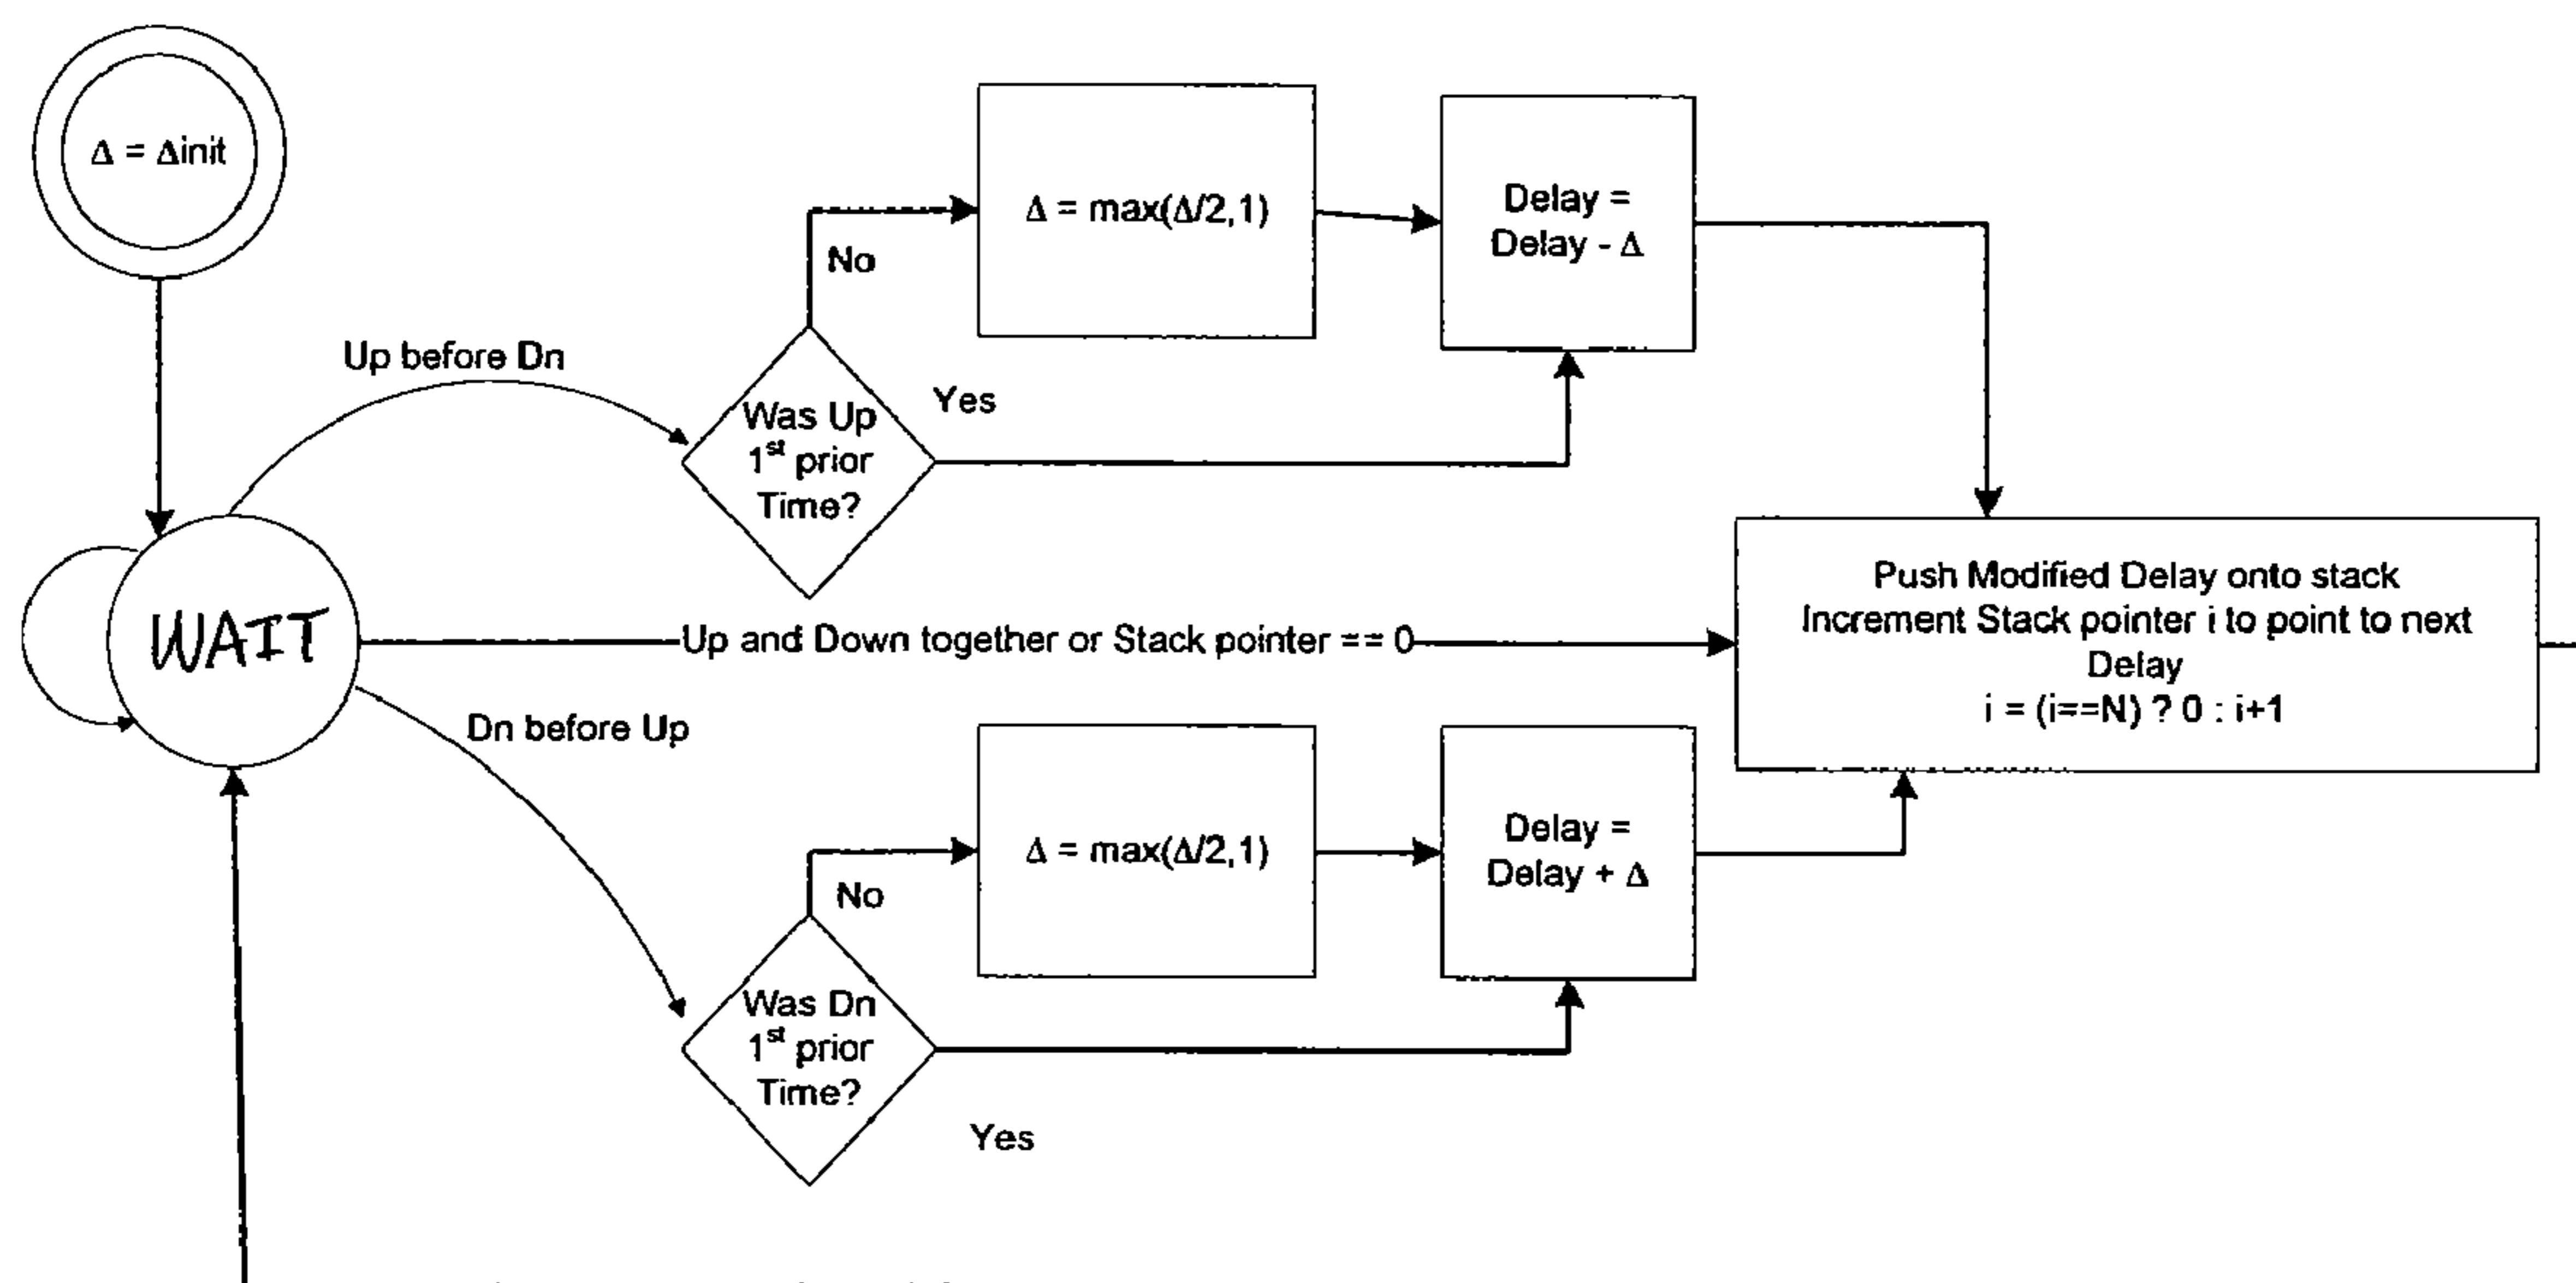 Δ = Δinit
Up before Dn
No
Δ = max(Δ/2,1)
Delay =
Delay - Δ
Was Up
1st prior
Time?
Yes
WAIT
Up and Down together or Stack pointer == 0
Push Modified Delay onto stack
Increment Stack pointer i to point to next
Delay
i = (i==N) ? 0 : i+1
Dn before Up
No
Δ = max(Δ/2,1)
Delay =
Delay + Δ
Was Dn
1st prior
Time?
Yes